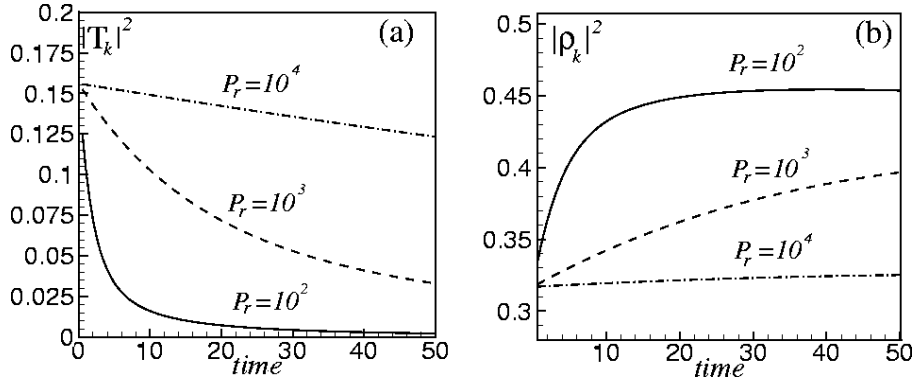 0.2
|T_k|^2
(a)
0.175
P_r=10^4
0.15
0.125
0.1
P_r=10^3
0.075
0.05
P_r=10^2
0.025
0
0 10 20 30 40 50
time
0.5
|ρ_k|^2
(b)
P_r=10^2
0.45
0.4
P_r=10^3
0.35
P_r=10^4
0.3
10 20 30 40 50
time